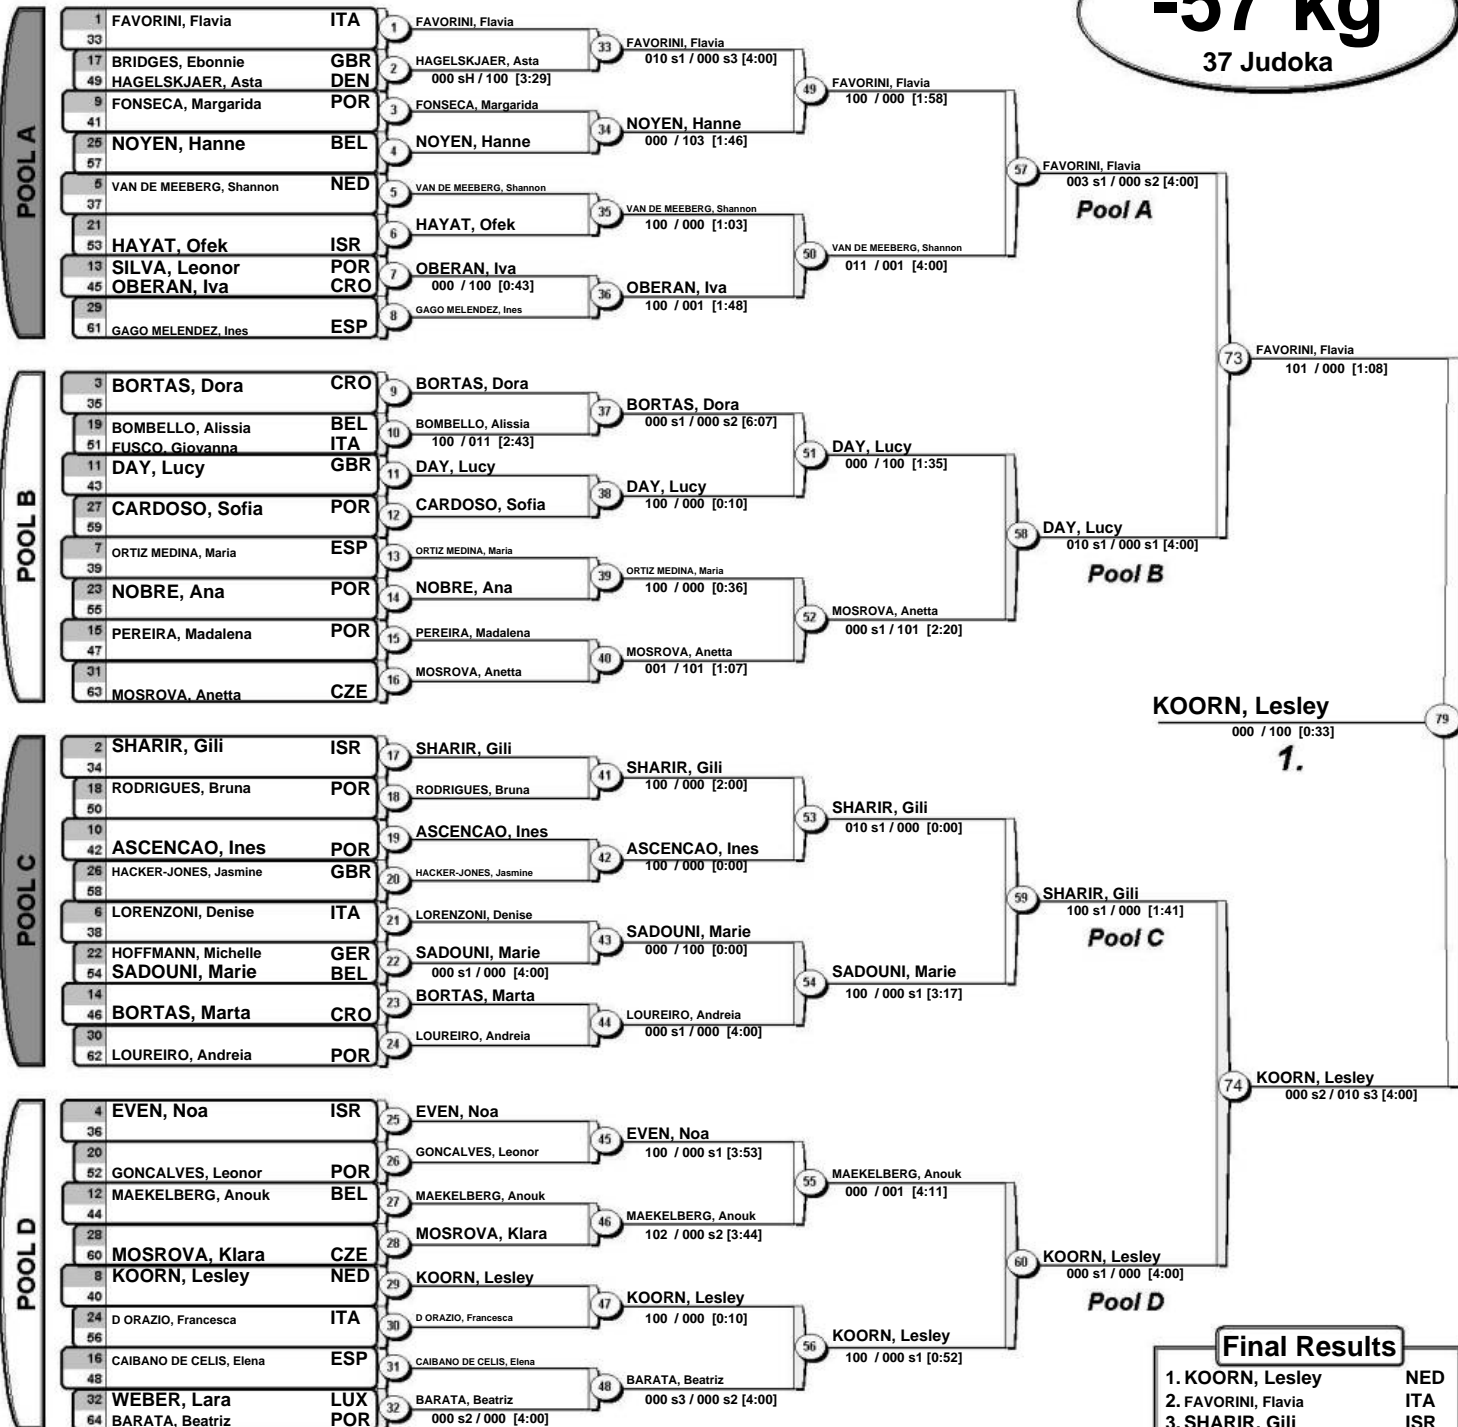 -57 kg
37 Judoka
POOL A
1 FAVORINI, Flavia ITA
33
17 BRIDGES, Ebonnie GBR
49 HAGELSKJAER, Asta DEN
9 FONSECA, Margarida POR
41
25 NOYEN, Hanne BEL
57
5 VAN DE MEEBERG, Shannon NED
37
21
53 HAYAT, Ofek ISR
13 SILVA, Leonor POR
45 OBERAN, Iva CRO
29
61 GAGO MELENDEZ, Ines ESP
1 FAVORINI, Flavia
2 HAGELSKJAER, Asta
000 sH / 100 [3:29]
3 FONSECA, Margarida
4 NOYEN, Hanne
5 VAN DE MEEBERG, Shannon
6 HAYAT, Ofek
7 OBERAN, Iva
000 / 100 [0:43]
8 GAGO MELENDEZ, Ines
33 FAVORINI, Flavia
010 s1 / 000 s3 [4:00]
34 NOYEN, Hanne
000 / 103 [1:46]
35 VAN DE MEEBERG, Shannon
100 / 000 [1:03]
36 OBERAN, Iva
100 / 001 [1:48]
49 FAVORINI, Flavia
100 / 000 [1:58]
50 VAN DE MEEBERG, Shannon
011 / 001 [4:00]
57 FAVORINI, Flavia
003 s1 / 000 s2 [4:00]
Pool A
POOL B
3 BORTAS, Dora CRO
35
19 BOMBELLO, Alissia BEL
51 FUSCO, Giovanna ITA
11 DAY, Lucy GBR
43
27 CARDOSO, Sofia POR
59
7 ORTIZ MEDINA, Maria ESP
39
23 NOBRE, Ana POR
55
15 PEREIRA, Madalena POR
47
31
63 MOSROVA, Anetta CZE
9 BORTAS, Dora
10 BOMBELLO, Alissia
100 / 011 [2:43]
11 DAY, Lucy
12 CARDOSO, Sofia
13 ORTIZ MEDINA, Maria
14 NOBRE, Ana
15 PEREIRA, Madalena
16 MOSROVA, Anetta
37 BORTAS, Dora
000 s1 / 000 s2 [6:07]
38 DAY, Lucy
100 / 000 [0:10]
39 ORTIZ MEDINA, Maria
100 / 000 [0:36]
40 MOSROVA, Anetta
001 / 101 [1:07]
51 DAY, Lucy
000 / 100 [1:35]
52 MOSROVA, Anetta
000 s1 / 101 [2:20]
58 DAY, Lucy
010 s1 / 000 s1 [4:00]
Pool B
73 FAVORINI, Flavia
101 / 000 [1:08]
KOORN, Lesley 79
000 / 100 [0:33]
1.
POOL C
2 SHARIR, Gili ISR
34
18 RODRIGUES, Bruna POR
50
10
42 ASCENCAO, Ines POR
26 HACKER-JONES, Jasmine GBR
58
6 LORENZONI, Denise ITA
38
22 HOFFMANN, Michelle GER
54 SADOUNI, Marie BEL
14
46 BORTAS, Marta CRO
30
62 LOUREIRO, Andreia POR
17 SHARIR, Gili
18 RODRIGUES, Bruna
19 ASCENCAO, Ines
20 HACKER-JONES, Jasmine
21 LORENZONI, Denise
22 SADOUNI, Marie
000 s1 / 000 [4:00]
23 BORTAS, Marta
24 LOUREIRO, Andreia
41 SHARIR, Gili
100 / 000 [2:00]
42 ASCENCAO, Ines
100 / 000 [0:00]
43 SADOUNI, Marie
000 / 100 [0:00]
44 LOUREIRO, Andreia
000 s1 / 000 [4:00]
53 SHARIR, Gili
010 s1 / 000 [0:00]
54 SADOUNI, Marie
100 / 000 s1 [3:17]
59 SHARIR, Gili
100 s1 / 000 [1:41]
Pool C
POOL D
4 EVEN, Noa ISR
36
20
52 GONCALVES, Leonor POR
12 MAEKELBERG, Anouk BEL
44
28
60 MOSROVA, Klara CZE
8 KOORN, Lesley NED
40
24 D ORAZIO, Francesca ITA
56
16 CAIBANO DE CELIS, Elena ESP
48
32 WEBER, Lara LUX
64 BARATA, Beatriz POR
25 EVEN, Noa
26 GONCALVES, Leonor
27 MAEKELBERG, Anouk
28 MOSROVA, Klara
29 KOORN, Lesley
30 D ORAZIO, Francesca
31 CAIBANO DE CELIS, Elena
32 BARATA, Beatriz
000 s2 / 000 [4:00]
45 EVEN, Noa
100 / 000 s1 [3:53]
46 MAEKELBERG, Anouk
102 / 000 s2 [3:44]
47 KOORN, Lesley
100 / 000 [0:10]
48 BARATA, Beatriz
000 s3 / 000 s2 [4:00]
55 MAEKELBERG, Anouk
000 / 001 [4:11]
56 KOORN, Lesley
100 / 000 s1 [0:52]
60 KOORN, Lesley
000 s1 / 000 [4:00]
Pool D
74 KOORN, Lesley
000 s2 / 010 s3 [4:00]
Final Results
1. KOORN, Lesley NED
2. FAVORINI, Flavia ITA
3. SHARIR, Gili ISR